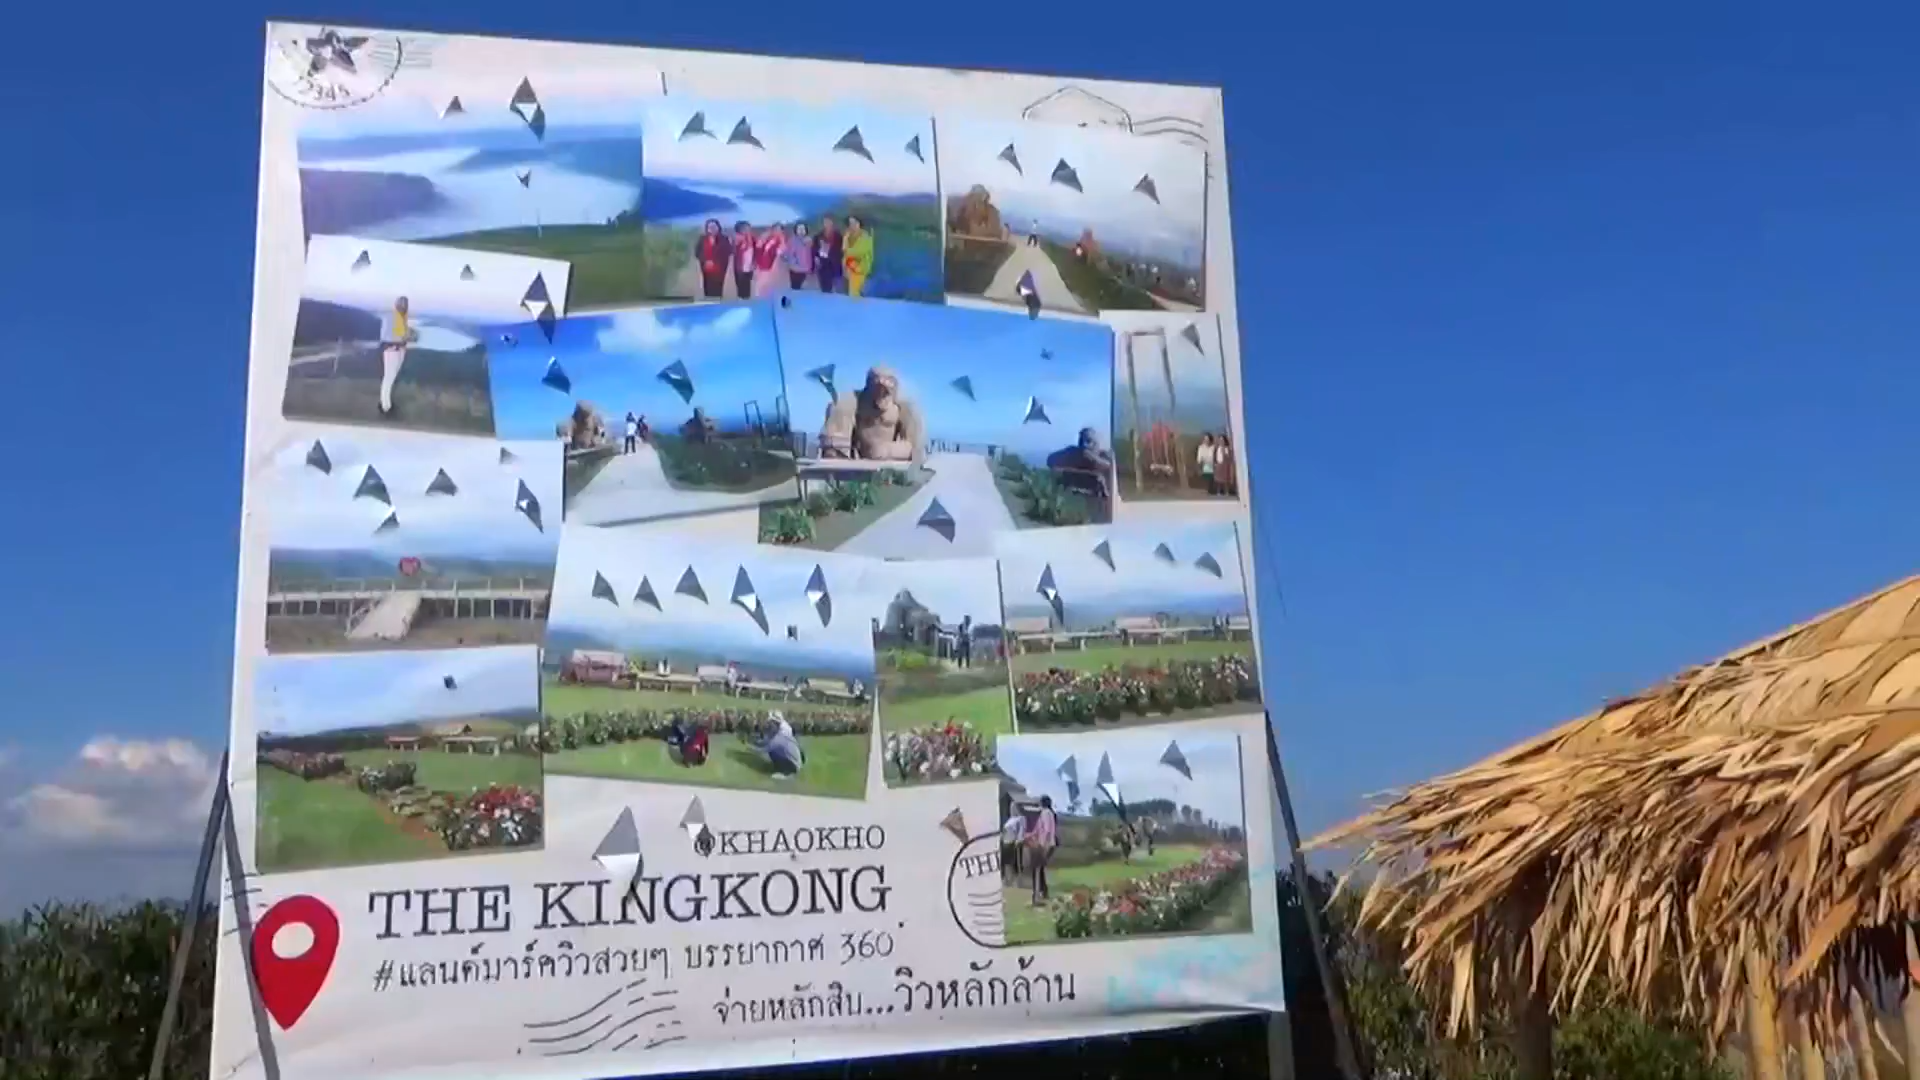 2345
@KHAOKHO
THE KINGKONG
THE
#แลนด์มาร์ควิวสวยๆ บรรยากาศ 360
จ่ายหลักสิบ...วิวหลักล้าน